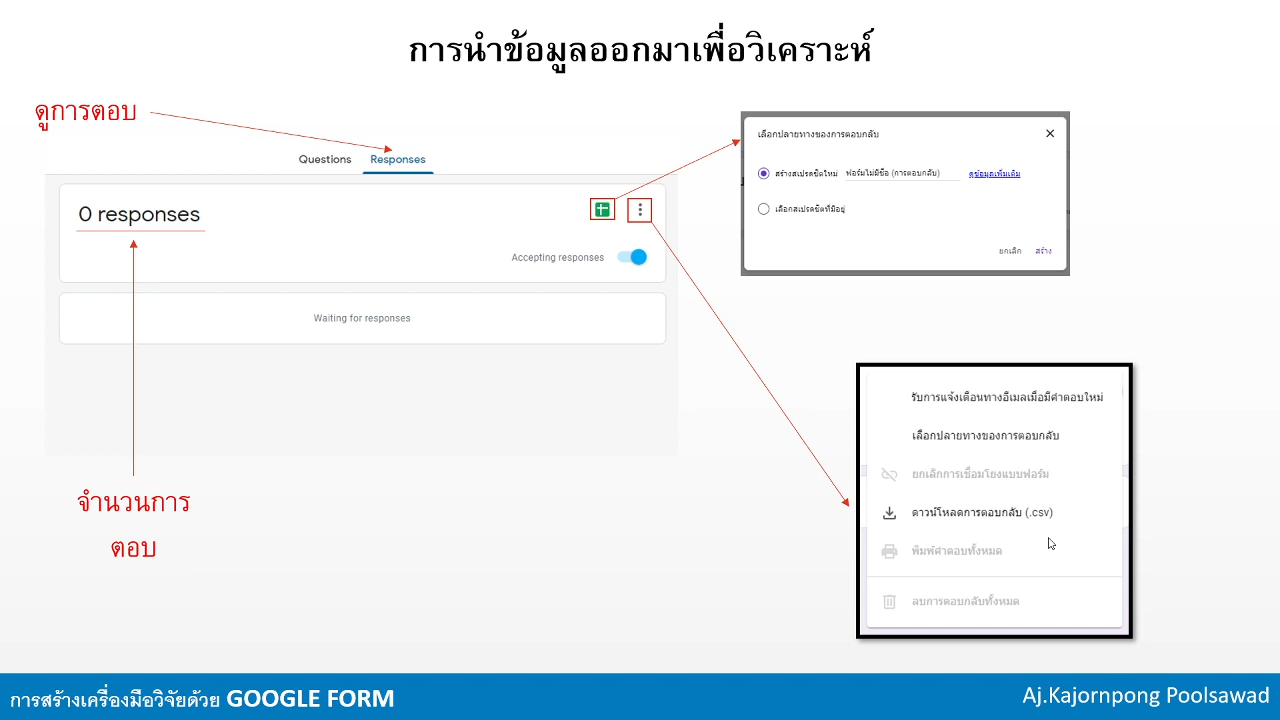 การนำข้อมูลออกมาเพื่อวิเคราะห์
ดูการตอบ
Questions Responses
0 responses
Accepting responses
Waiting for responses
จำนวนการ
ตอบ
เลือกปลายทางของการตอบกลับ
สร้างสเปรดชีตใหม่ ฟอร์มไม่มีชื่อ (การตอบกลับ) ดูข้อมูลเพิ่มเติม
เลือกสเปรดชีตที่มีอยู่
ยกเลิก สร้าง
รับการแจ้งเตือนทางอีเมลเมื่อมีคำตอบใหม่
เลือกปลายทางของการตอบกลับ
ยกเลิกการเชื่อมโยงแบบฟอร์ม
ดาวน์โหลดการตอบกลับ (.csv)
พิมพ์คำตอบทั้งหมด
ลบการตอบกลับทั้งหมด
การสร้างเครื่องมือวิจัยด้วย GOOGLE FORM
Aj.Kajornpong Poolsawad